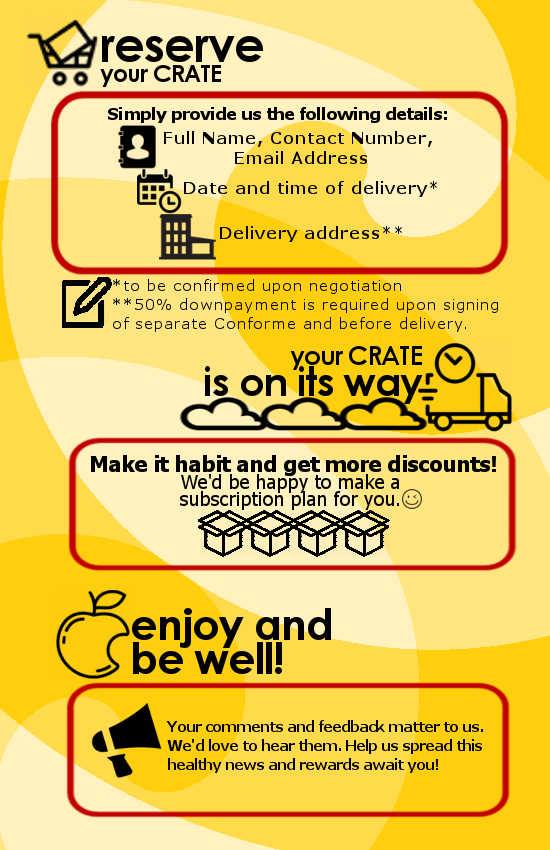 reserve
your CRATE
Simply provide us the following details:
Full Name, Contact Number,
Email Address
Date and time of delivery*
Delivery address**
*to be confirmed upon negotiation
**50% downpayment is required upon signing
of separate Conforme and before delivery.
your CRATE
is on its way
Make it habit and get more discounts!
We'd be happy to make a
subscription plan for you.☺
enjoy and
be well!
Your comments and feedback matter to us.
We'd love to hear them. Help us spread this
healthy news and rewards await you!